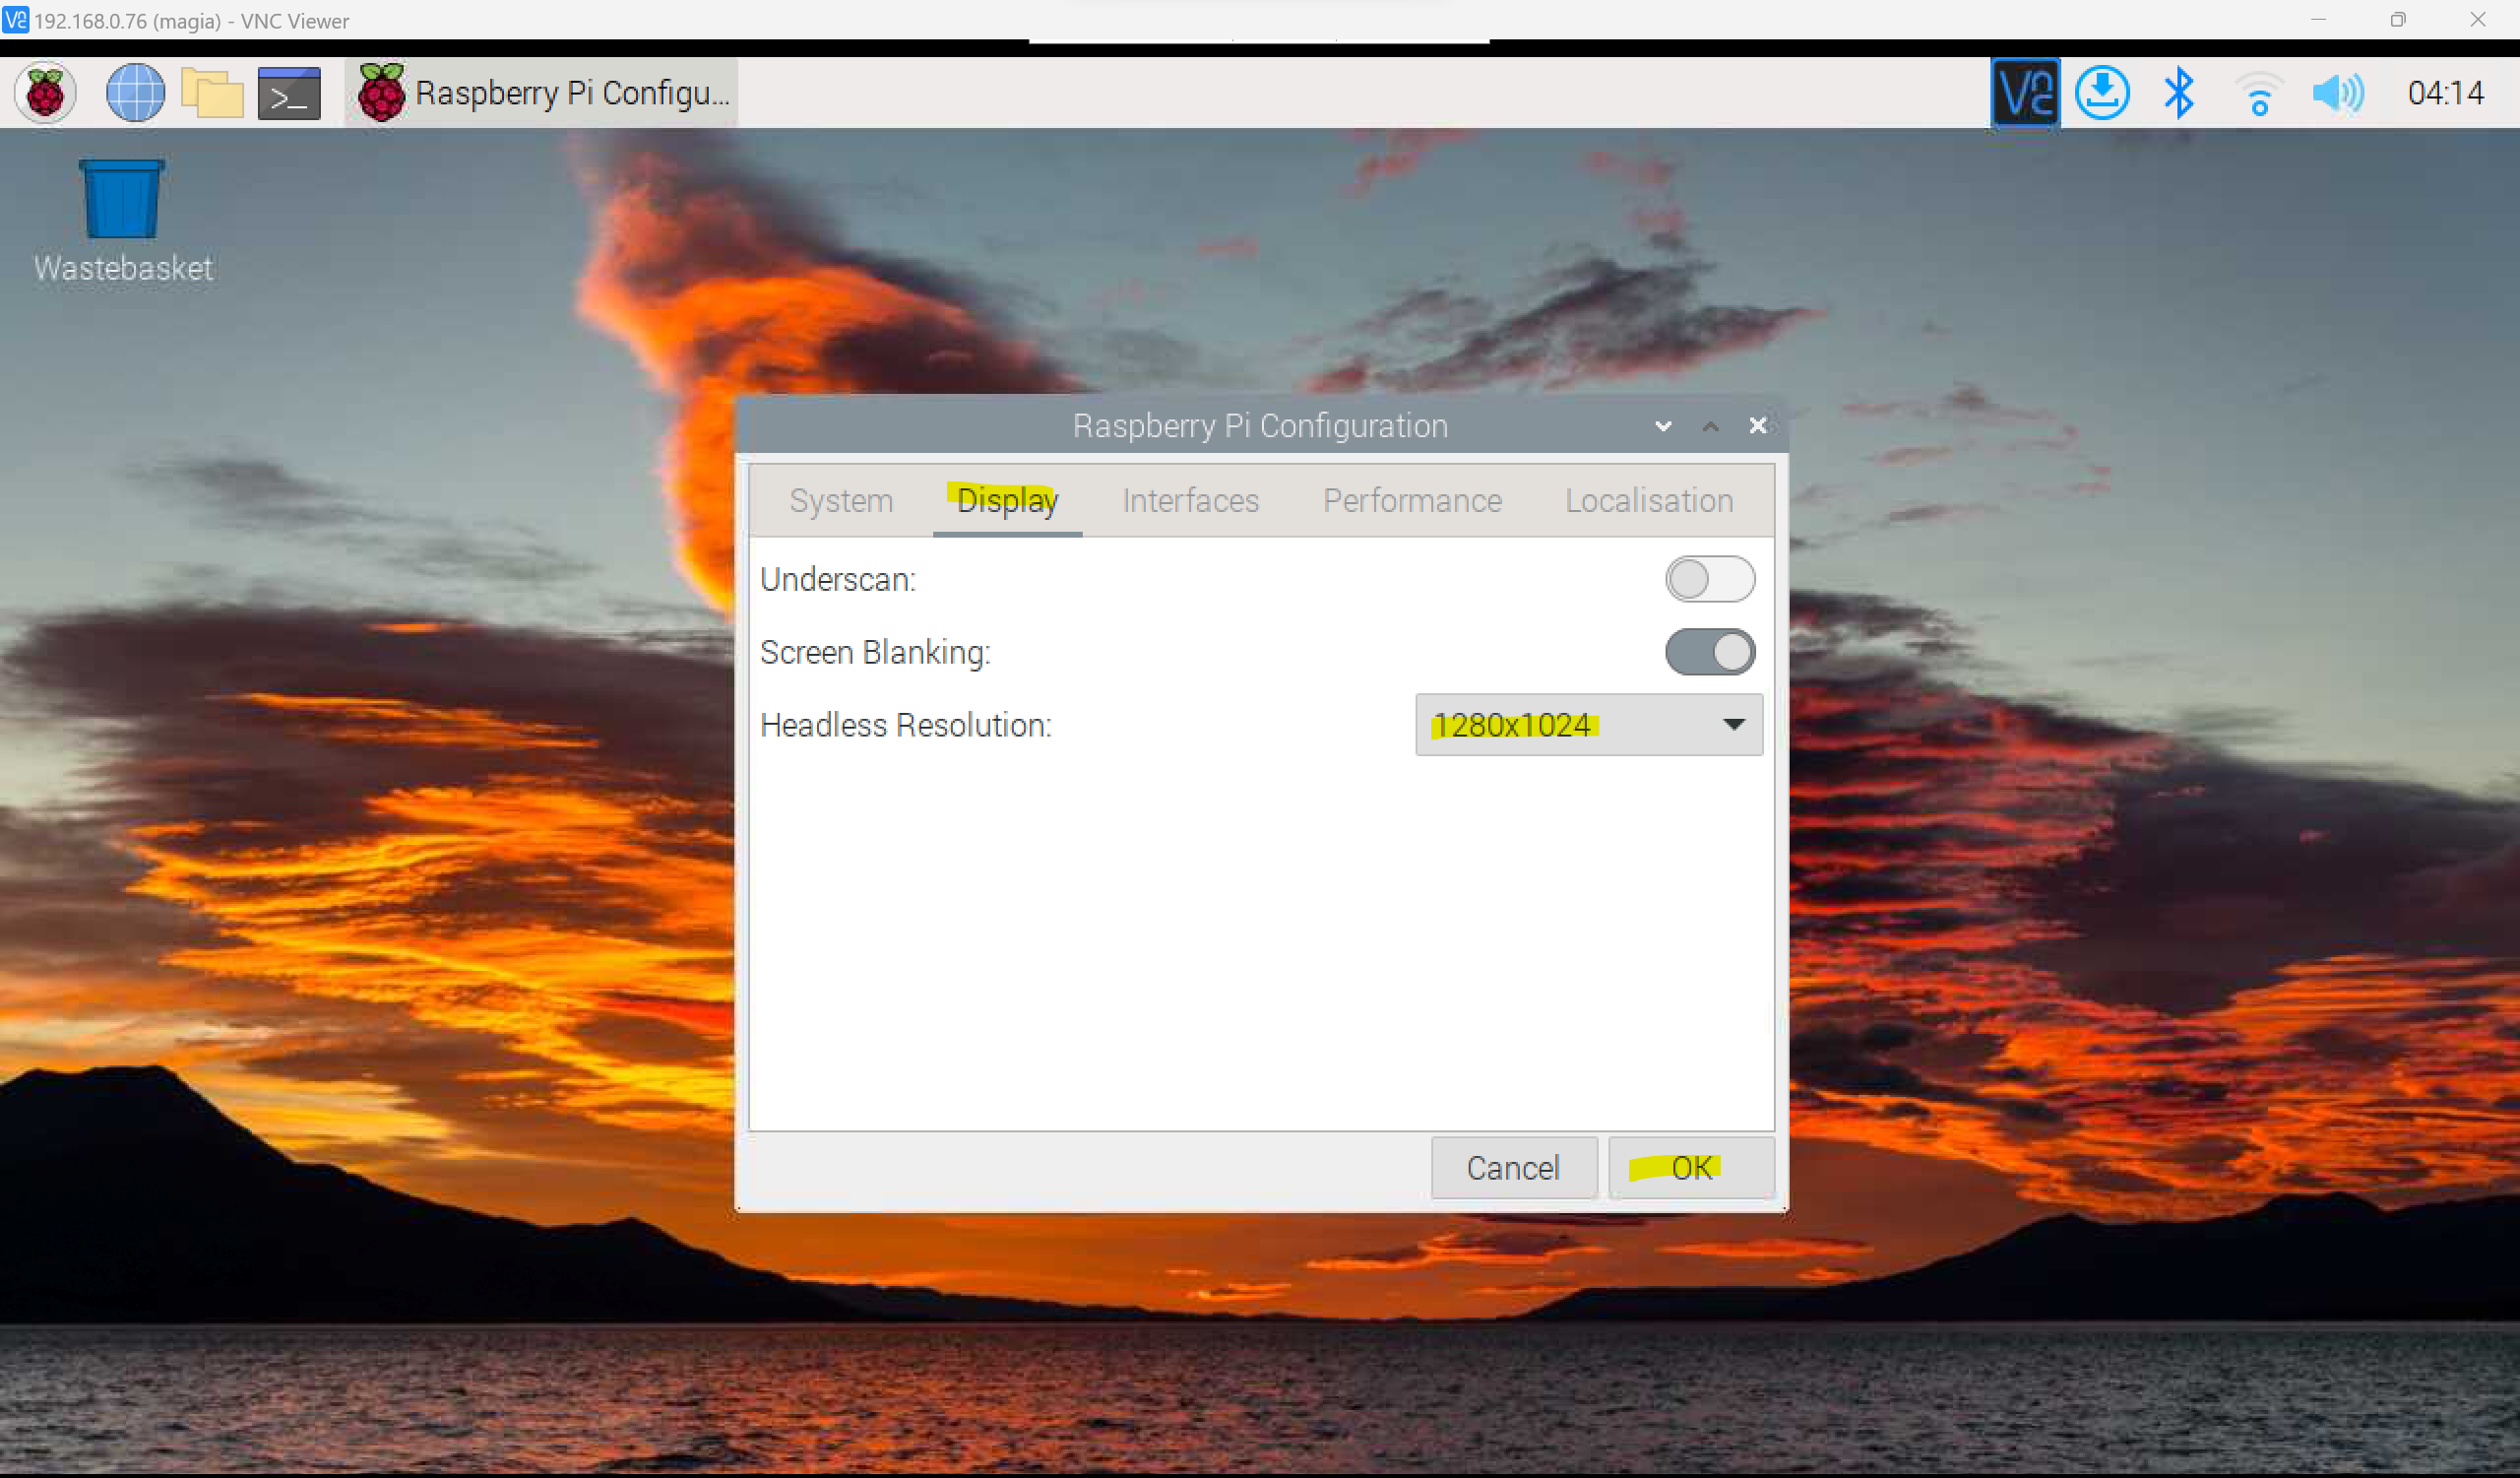 192.168.0.76 (magia) - VNC Viewer
Raspberry Pi Configu...
04:14
Wastebasket
Raspberry Pi Configuration
System Display Interfaces Performance Localisation
Underscan:
Screen Blanking:
Headless Resolution: 1280x1024
Cancel OK